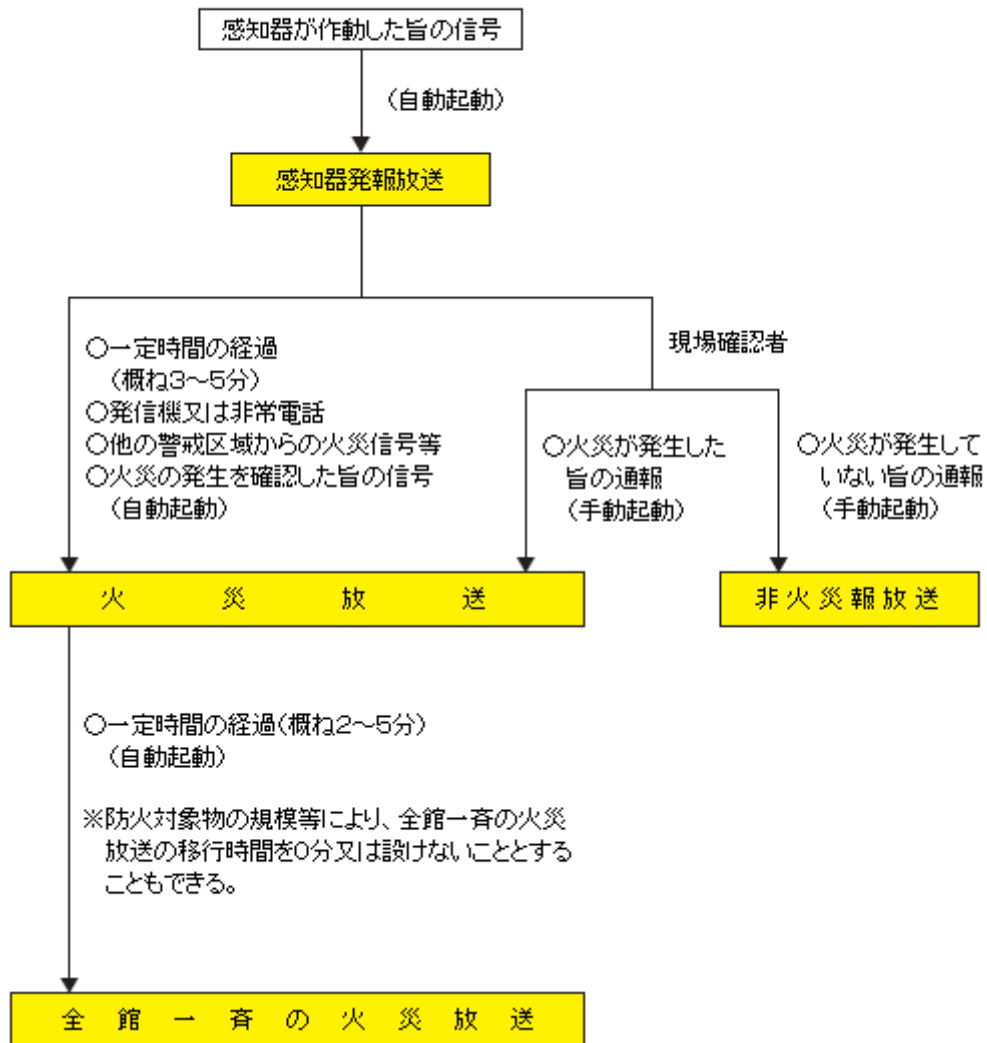 感知器が作動した旨の信号
（自動起動）
感知器発報放送
○一定時間の経過
（概ね3～5分）
○発信機又は非常電話
○他の警戒区域からの火災信号等
○火災の発生を確認した旨の信号
（自動起動）
現場確認者
○火災が発生した
旨の通報
（手動起動）
○火災が発生して
いない旨の通報
（手動起動）
火災放送
非火災報放送
○一定時間の経過（概ね2～5分）
（自動起動）
※防火対象物の規模等により、全館一斉の火災
放送の移行時間を0分又は設けないこととする
こともできる。
全館一斉の火災放送